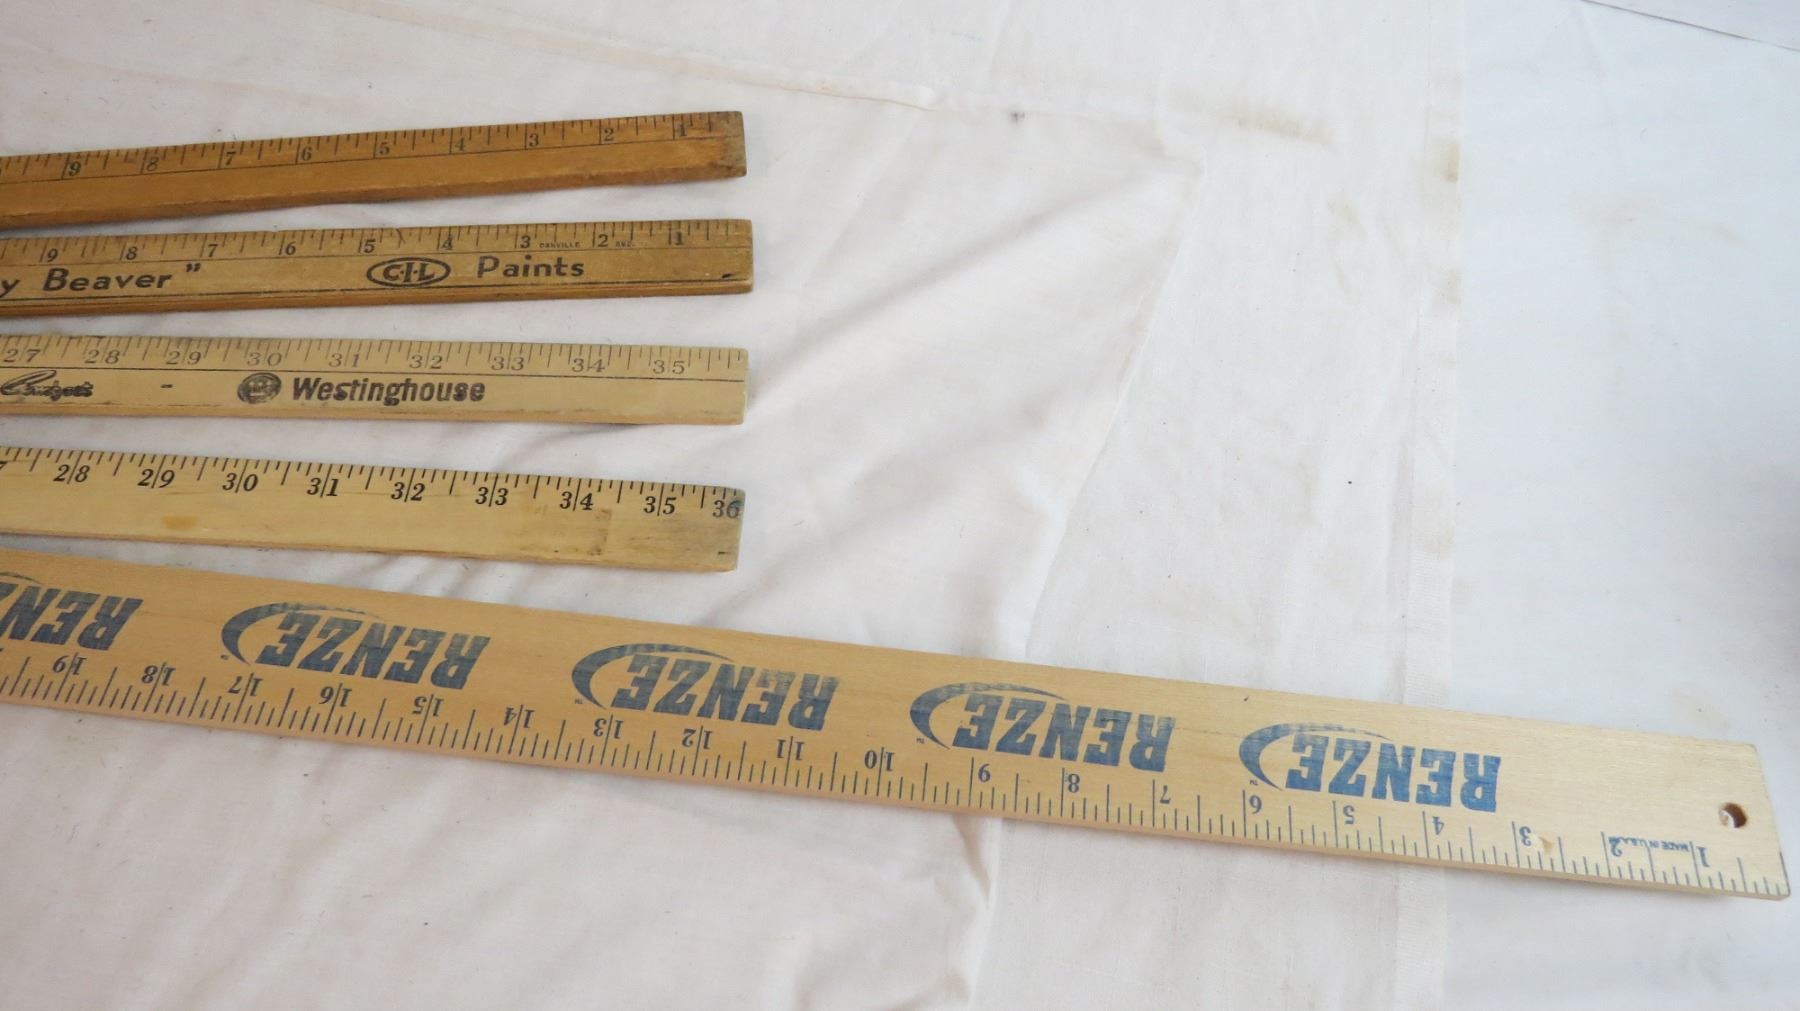 9 8 7 6 5 4 3 2 1
9 8 7 6 5 4 3 DANVILLE 2 QUE. 1
y Beaver" C-I-L Paints
27 28 29 30 31 32 33 34 35
- Westinghouse
28 29 30 31 32 33 34 35 36
1 MADE IN U.S.A. 2 3 4 5 6 7 8 9 10 11 12 13 14 15 16 17 18 19
RENZE RENZE RENZE RENZE RENZE